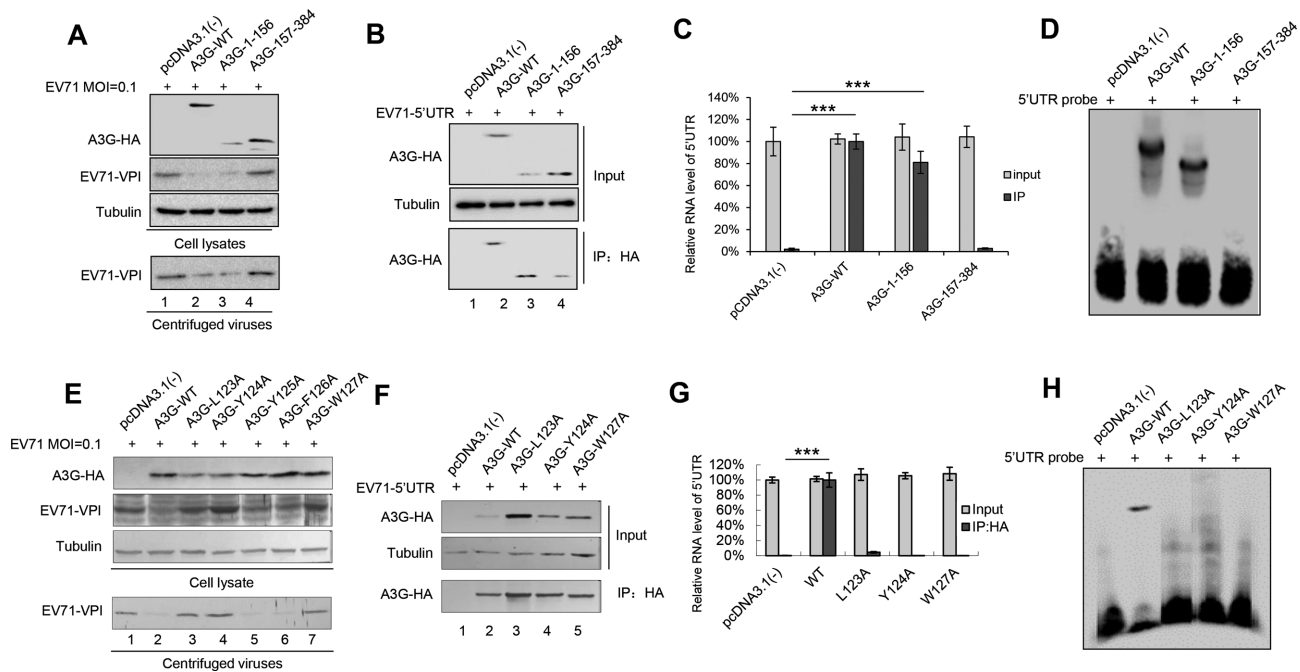 A
pcDNA3.1(-)
A3G-WT
A3G-1-156
A3G-157-384
EV71 MOI=0.1
+ + + +
A3G-HA
EV71-VPI
Tubulin
Cell lysates
EV71-VPI
1 2 3 4
Centrifuged viruses
B
pcDNA3.1(-)
A3G-WT
A3G-1-156
A3G-157-384
EV71-5'UTR
+ + + +
A3G-HA
Input
Tubulin
A3G-HA
IP: HA
1 2 3 4
C
Relative RNA level of 5'UTR
***
***
120%
100%
80%
60%
40%
20%
0%
input
IP
pCDNA3.1(-)
A3G-WT
A3G-1-156
A3G-157-384
D
pcDNA3.1(-)
A3G-WT
A3G-1-156
A3G-157-384
5'UTR probe + + + +
E
pcDNA3.1(-)
A3G-WT
A3G-L123A
A3G-Y124A
A3G-Y125A
A3G-F126A
A3G-W127A
EV71 MOI=0.1
+ + + + + + +
A3G-HA
EV71-VPI
Tubulin
Cell lysate
EV71-VPI
1 2 3 4 5 6 7
Centrifuged viruses
F
pcDNA3.1(-)
A3G-WT
A3G-L123A
A3G-Y124A
A3G-W127A
EV71-5'UTR + + + + +
A3G-HA
Input
Tubulin
A3G-HA
IP: HA
1 2 3 4 5
G
Relative RNA level of 5'UTR
***
120%
100%
80%
60%
40%
20%
0%
Input
IP:HA
pcDNA3.1(-)
WT
L123A
Y124A
W127A
H
pcDNA3.1(-)
A3G-WT
A3G-L123A
A3G-Y124A
A3G-W127A
5'UTR probe + + + + +